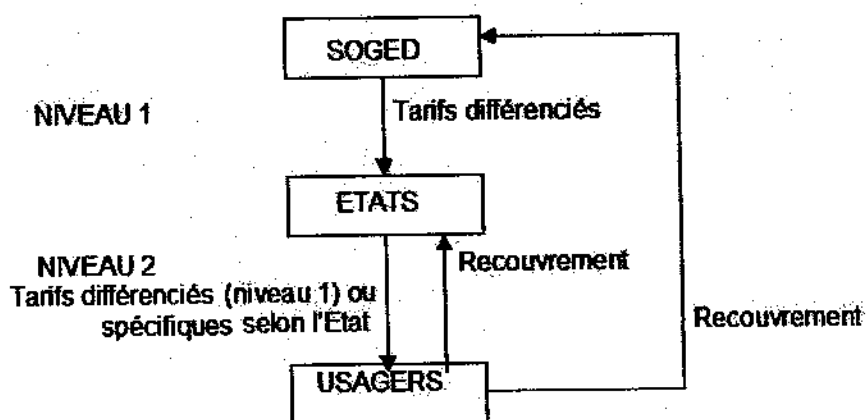 SOGED
NIVEAU 1
Tarifs différenciés
ETATS
NIVEAU 2
Recouvrement
Tarifs différenciés (niveau 1) ou
spécifiques selon l'Etat
Recouvrement
USAGERS